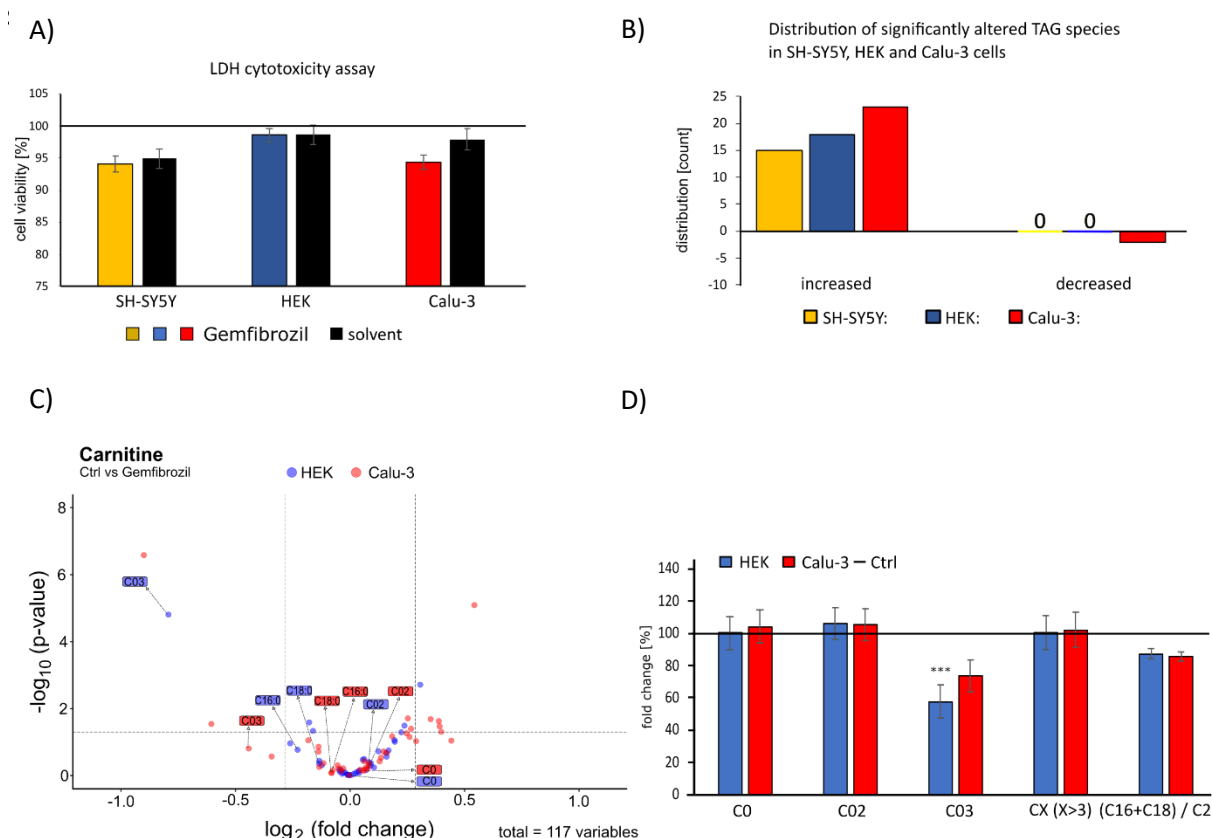 :
A)
LDH cytotoxicity assay
105
100
95
90
85
80
75
cell viability [%]
SH-SY5Y HEK Calu-3
Gemfibrozil solvent
B)
Distribution of significantly altered TAG species
in SH-SY5Y, HEK and Calu-3 cells
25
20
15
10
5
0
-5
-10
distribution [count]
0 0
increased decreased
SH-SY5Y: HEK: Calu-3:
C)
Carnitine
Ctrl vs Gemfibrozil
HEK Calu-3
8
6
4
2
0
-log10 (p-value)
C03
C18:0 C16:0
C16:0 C18:0 C02
C02
C03
C0
C0
-1.0 -0.5 0.0 0.5 1.0
log2 (fold change)
total = 117 variables
D)
HEK Calu-3 Ctrl
140
120
100
80
60
40
20
0
fold change [%]
***
C0 C02 C03 CX (X>3) (C16+C18) / C2